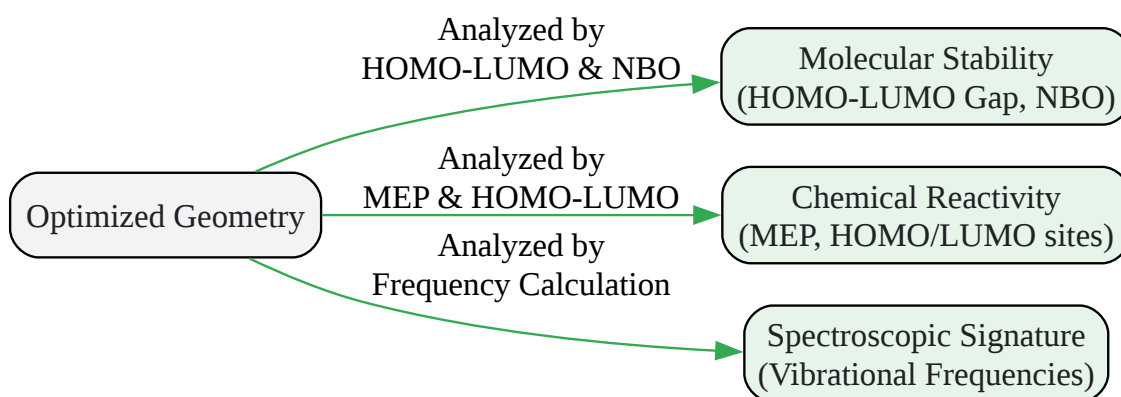 Analyzed by
HOMO-LUMO & NBO
Molecular Stability
(HOMO-LUMO Gap, NBO)
Optimized Geometry
Analyzed by
MEP & HOMO-LUMO
Chemical Reactivity
(MEP, HOMO/LUMO sites)
Analyzed by
Frequency Calculation
Spectroscopic Signature
(Vibrational Frequencies)